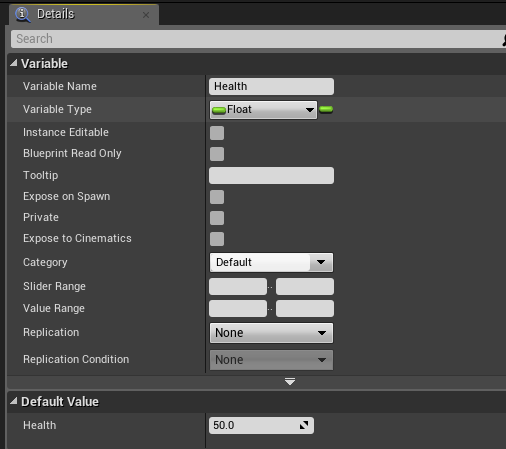 Details
Search
Variable
Variable Name Health
Variable Type Float
Instance Editable
Blueprint Read Only
Tooltip
Expose on Spawn
Private
Expose to Cinematics
Category Default
Slider Range ..
Value Range ..
Replication None
Replication Condition None
Default Value
Health 50.0